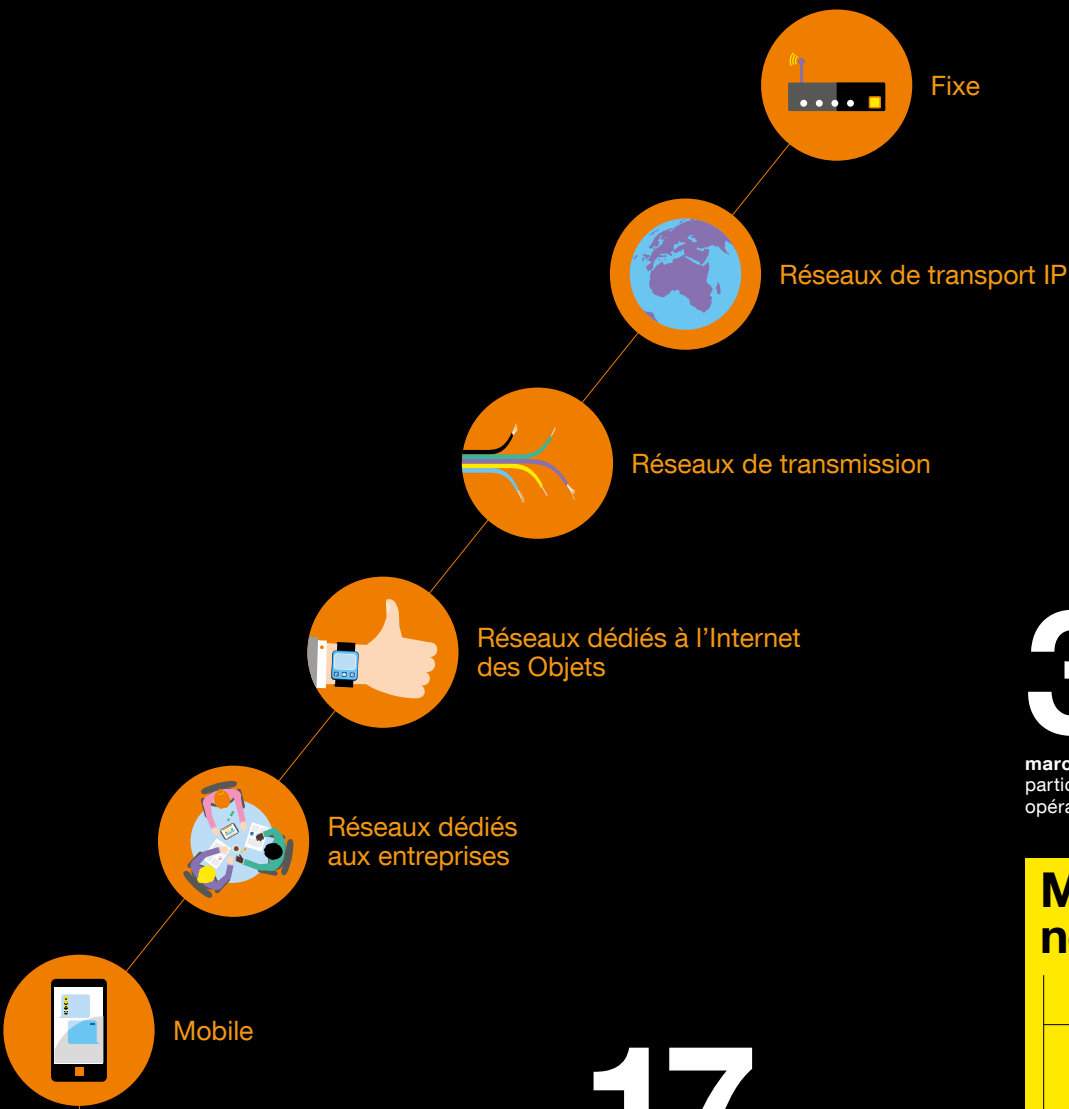 Fixe
Réseaux de transport IP
Réseaux de transmission
Réseaux dédiés à l’Internet
des Objets
Réseaux dédiés
aux entreprises
Mobile
17
3